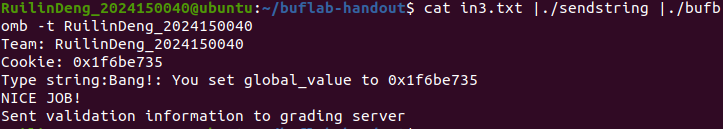 RuilinDeng_2024150040@ubuntu:~/buflab-handout$ cat in3.txt |./sendstring |./bufb
omb -t RuilinDeng_2024150040
Team: RuilinDeng_2024150040
Cookie: 0x1f6be735
Type string:Bang!: You set global_value to 0x1f6be735
NICE JOB!
Sent validation information to grading server